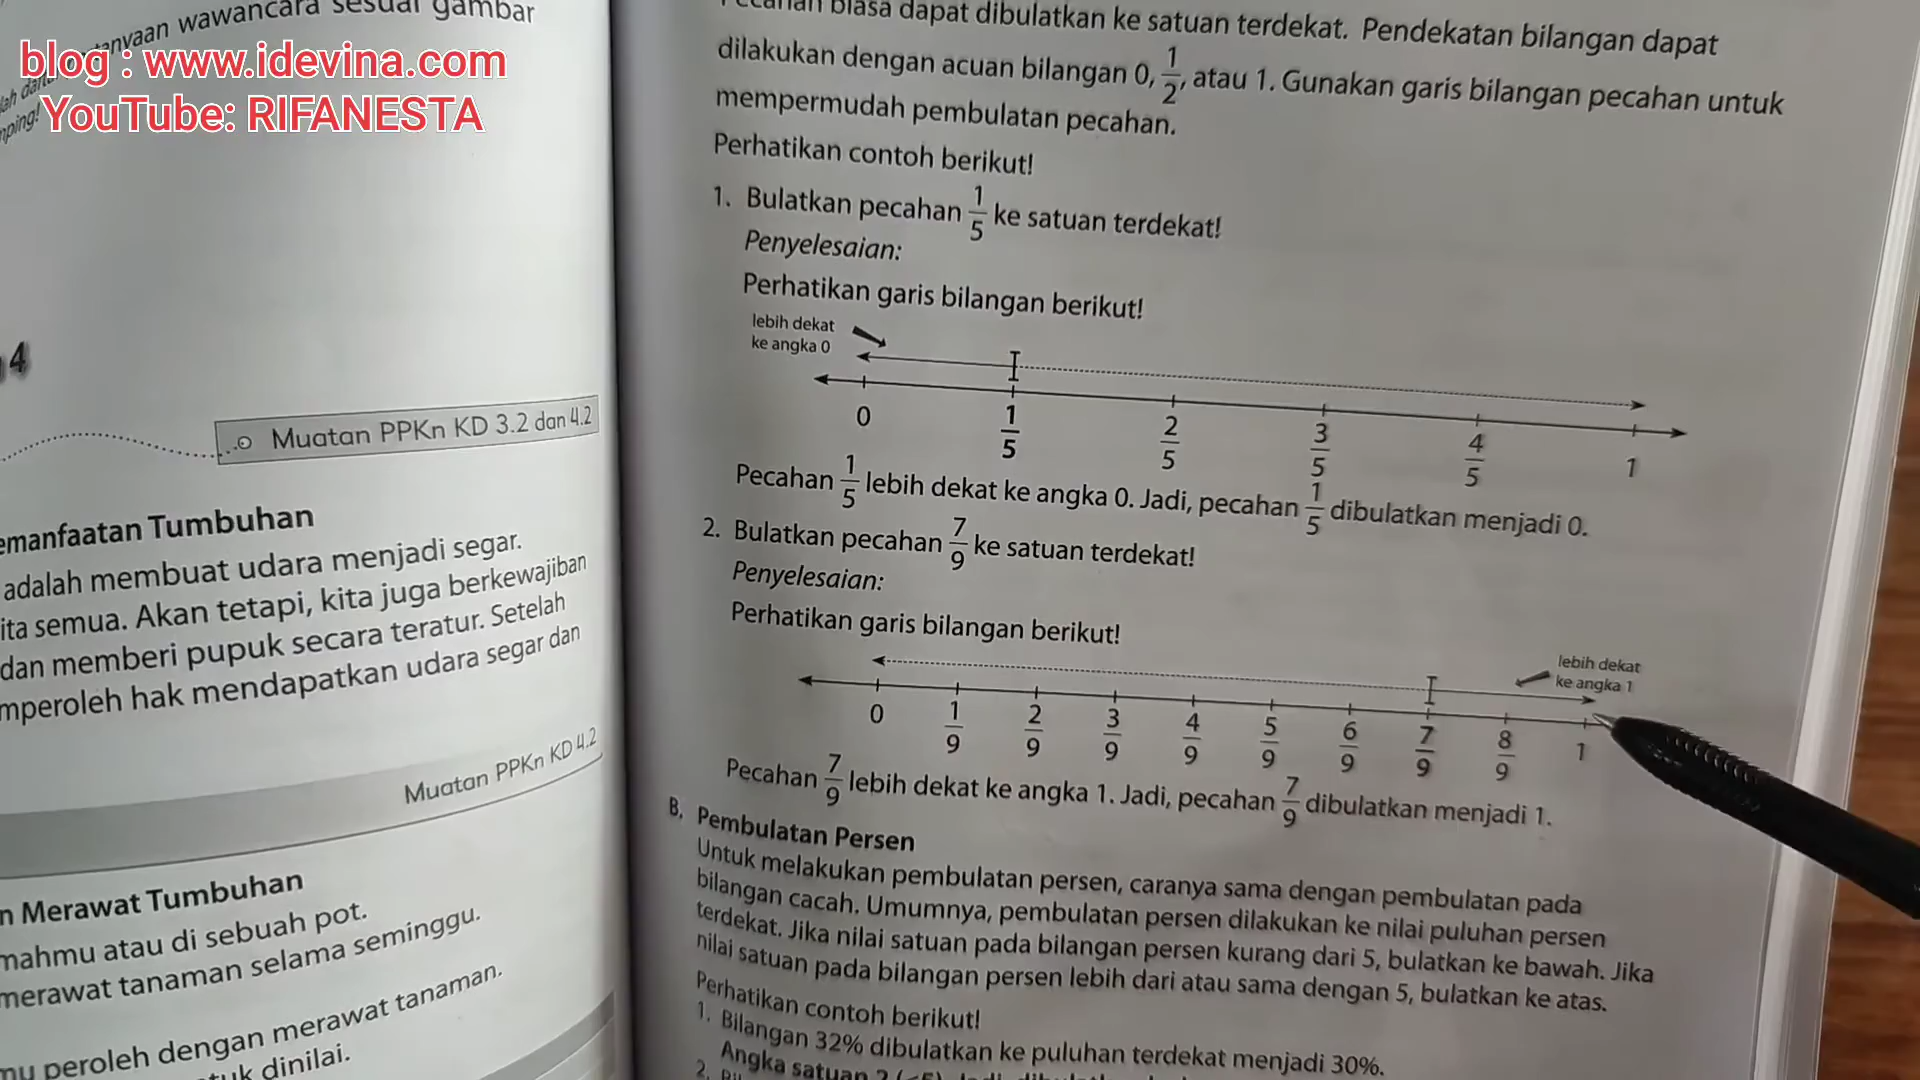 blog : www.idevina.com
YouTube: RIFANESTA
wawancara sesuai gambar
4
Muatan PPKn KD 3.2 dan 4.2
Tumbuhan
adalah membuat udara menjadi segar.
semua. Akan tetapi, kita juga berkewajiban
dan memberi pupuk secara teratur. Setelah
hak mendapatkan udara segar dan
Muatan PPKn KD 4.2
Merawat Tumbuhan
atau di sebuah pot.
tanaman selama seminggu.
peroleh dengan merawat tanaman.
dinilai.
biasa dapat dibulatkan ke satuan terdekat. Pendekatan bilangan dapat
dilakukan dengan acuan bilangan 0, 1/2, atau 1. Gunakan garis bilangan pecahan untuk
mempermudah pembulatan pecahan.
Perhatikan contoh berikut!
1. Bulatkan pecahan 1/5 ke satuan terdekat!
Penyelesaian:
Perhatikan garis bilangan berikut!
lebih dekat
ke angka 0
0 1/5 2/5 3/5 4/5 1
Pecahan 1/5 lebih dekat ke angka 0. Jadi, pecahan 1/5 dibulatkan menjadi 0.
2. Bulatkan pecahan 7/9 ke satuan terdekat!
Penyelesaian:
Perhatikan garis bilangan berikut!
lebih dekat
ke angka 1
0 1/9 2/9 3/9 4/9 5/9 6/9 7/9 8/9 1
Pecahan 7/9 lebih dekat ke angka 1. Jadi, pecahan 7/9 dibulatkan menjadi 1.
B. Pembulatan Persen
Untuk melakukan pembulatan persen, caranya sama dengan pembulatan pada
bilangan cacah. Umumnya, pembulatan persen dilakukan ke nilai puluhan persen
terdekat. Jika nilai satuan pada bilangan persen kurang dari 5, bulatkan ke bawah. Jika
nilai satuan pada bilangan persen lebih dari atau sama dengan 5, bulatkan ke atas.
Perhatikan contoh berikut!
1. Bilangan 32% dibulatkan ke puluhan terdekat menjadi 30%.
Angka satuan 2
2.